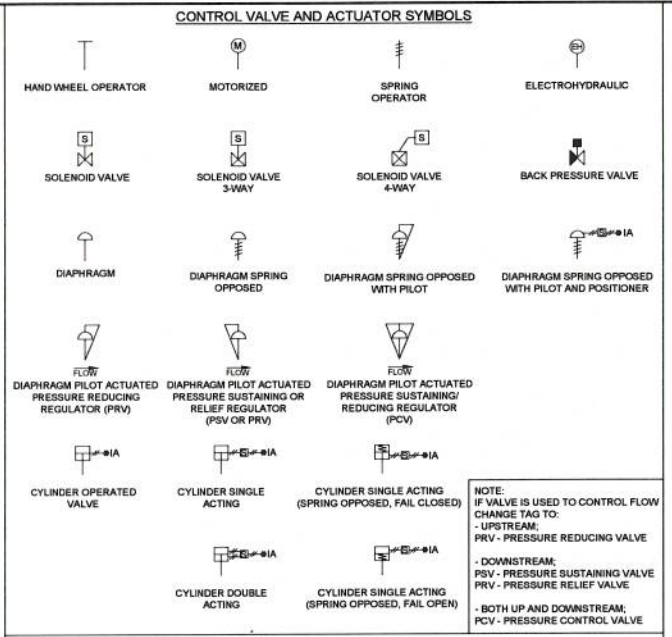 CONTROL VALVE AND ACTUATOR SYMBOLS
M
EH
HAND WHEEL OPERATOR
MOTORIZED
SPRING
OPERATOR
ELECTROHYDRAULIC
S
S
S
SOLENOID VALVE
SOLENOID VALVE
3-WAY
SOLENOID VALVE
4-WAY
BACK PRESSURE VALVE
S IA
DIAPHRAGM
DIAPHRAGM SPRING
OPPOSED
DIAPHRAGM SPRING OPPOSED
WITH PILOT
DIAPHRAGM SPRING OPPOSED
WITH PILOT AND POSITIONER
FLOW
FLOW
FLOW
DIAPHRAGM PILOT ACTUATED
PRESSURE REDUCING
REGULATOR (PRV)
DIAPHRAGM PILOT ACTUATED
PRESSURE SUSTAINING OR
RELIEF REGULATOR
(PSV OR PRV)
DIAPHRAGM PILOT ACTUATED
PRESSURE SUSTAINING/
REDUCING REGULATOR
(PCV)
IA
S IA
S IA
CYLINDER OPERATED
VALVE
CYLINDER SINGLE
ACTING
CYLINDER SINGLE ACTING
(SPRING OPPOSED, FAIL CLOSED)
S IA
S IA
CYLINDER DOUBLE
ACTING
CYLINDER SINGLE ACTING
(SPRING OPPOSED, FAIL OPEN)
NOTE:
IF VALVE IS USED TO CONTROL FLOW
CHANGE TAG TO:
- UPSTREAM;
PRV - PRESSURE REDUCING VALVE
- DOWNSTREAM;
PSV - PRESSURE SUSTAINING VALVE
PRV - PRESSURE RELIEF VALVE
- BOTH UP AND DOWNSTREAM;
PCV - PRESSURE CONTROL VALVE